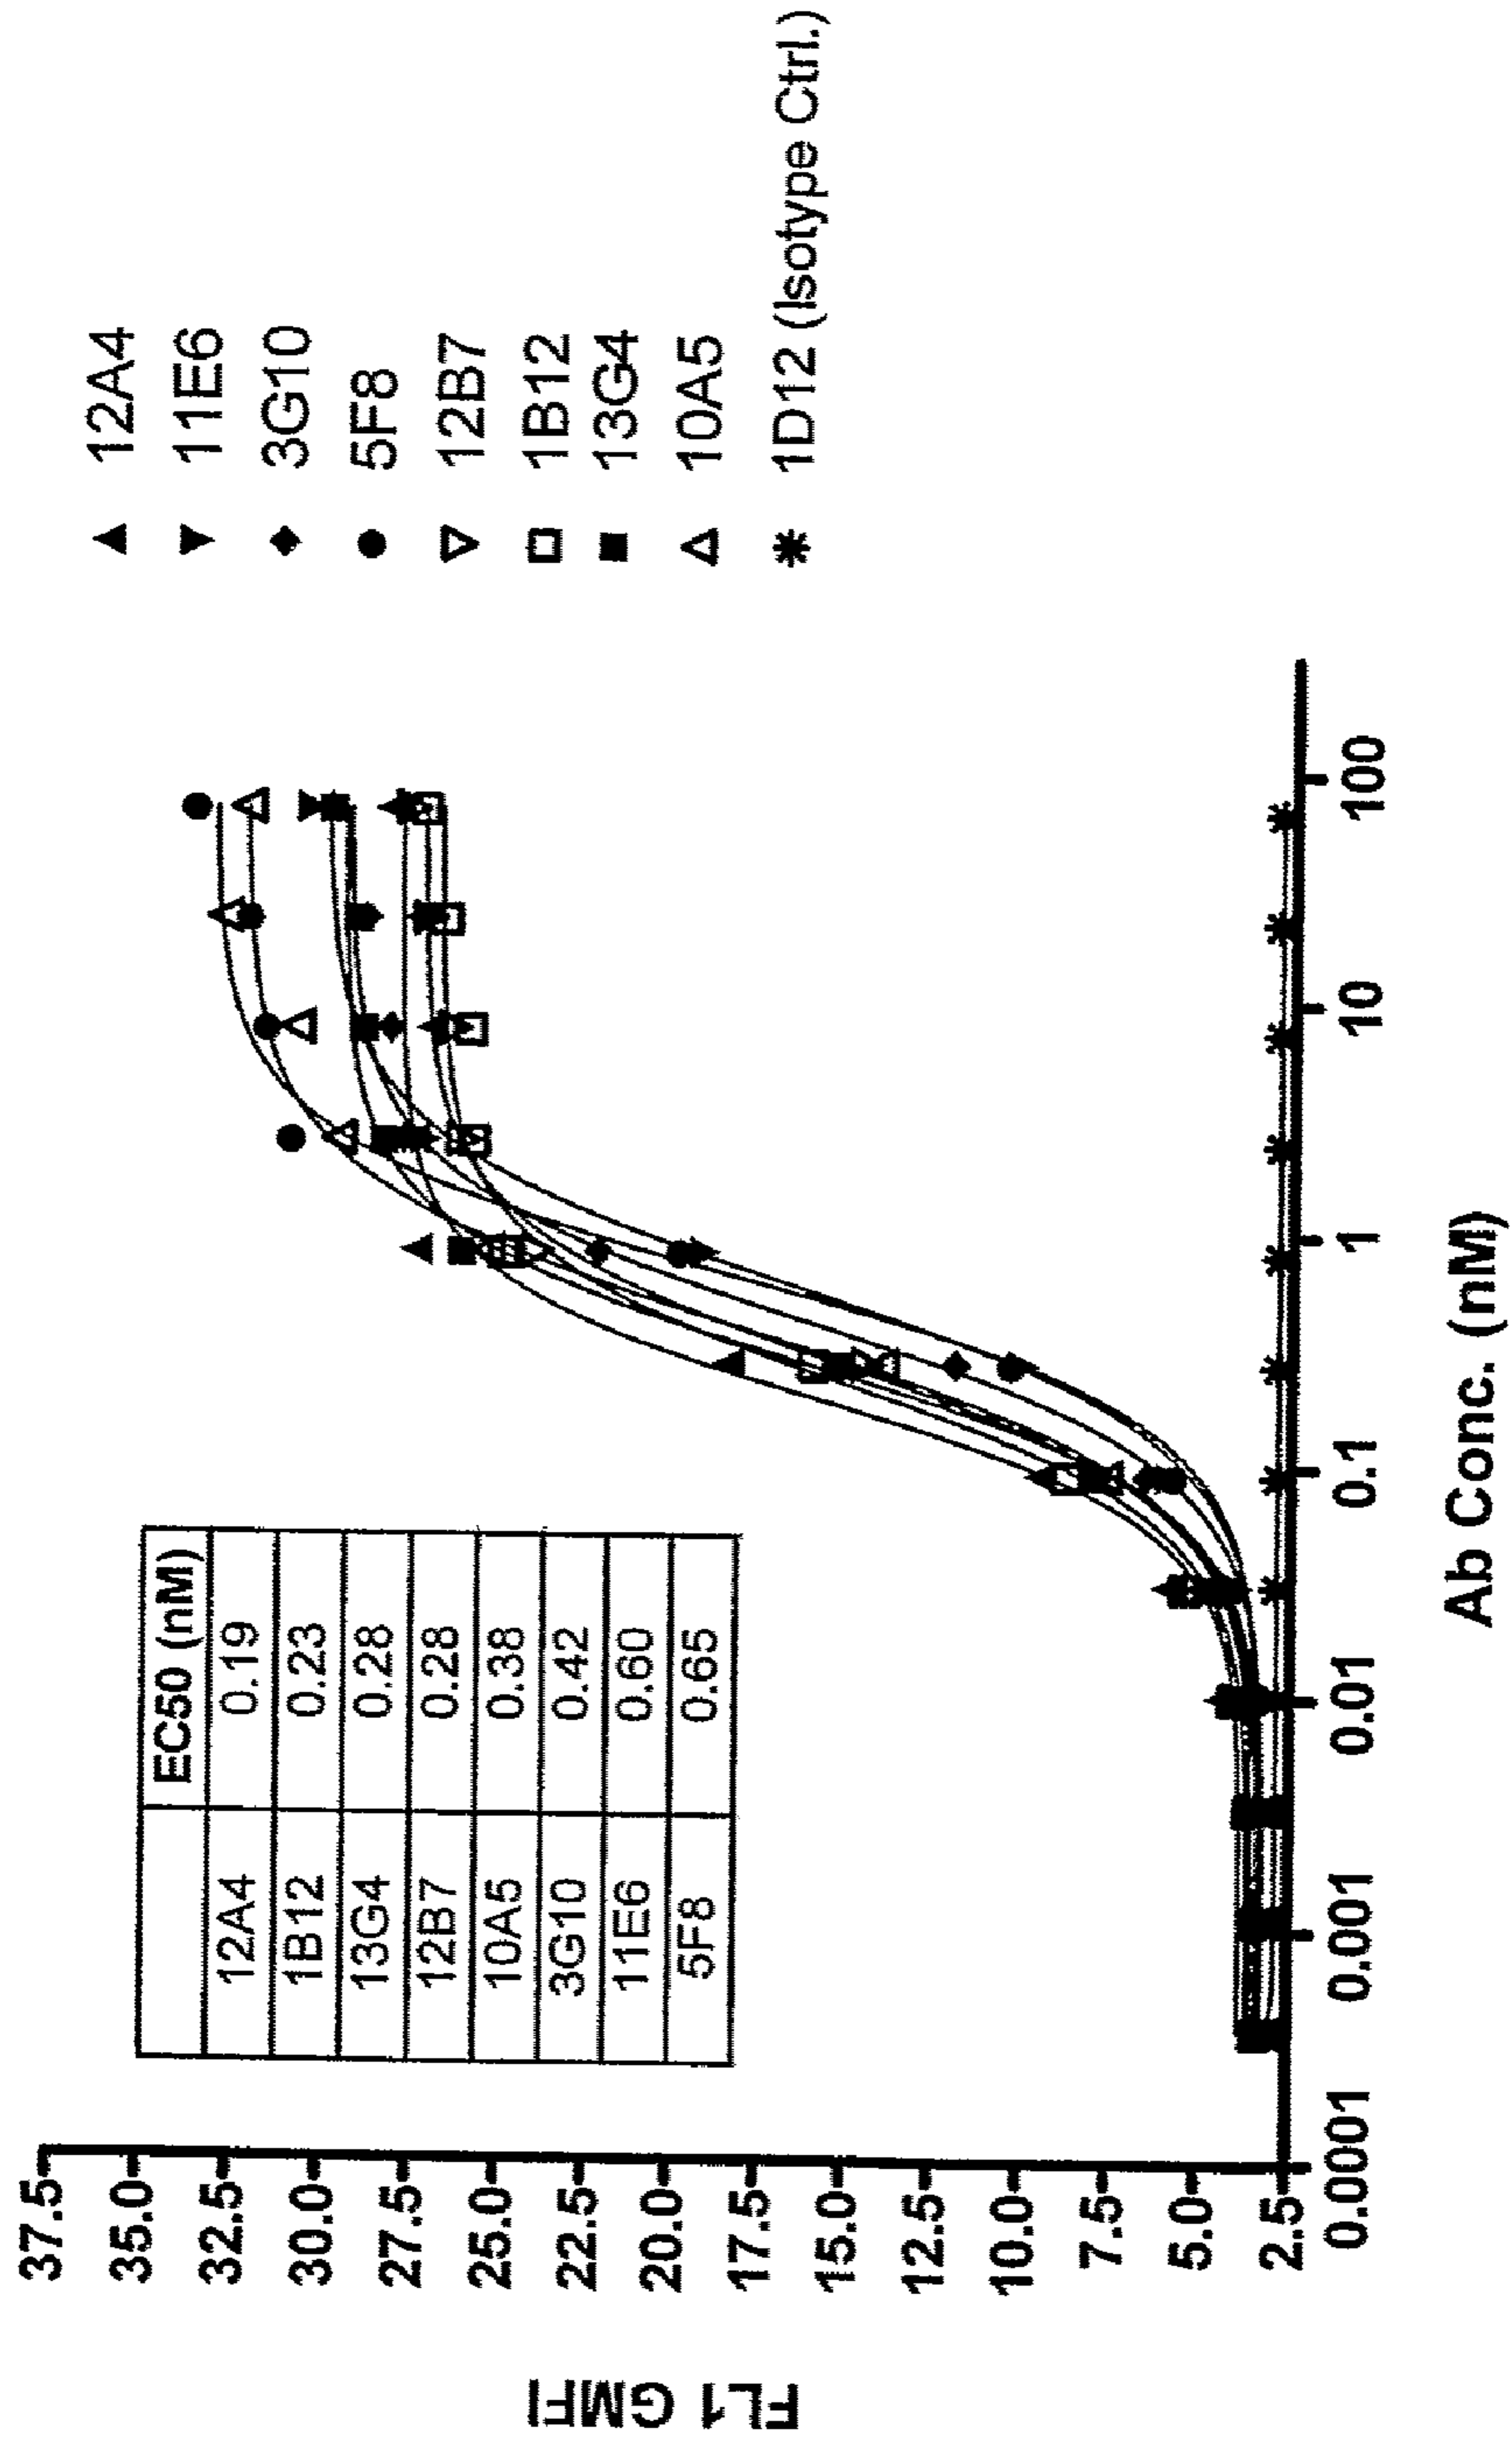 FL1 GMFI
37.5
35.0
32.5
30.0
27.5
25.0
22.5
20.0
17.5
15.0
12.5
10.0
7.5
5.0
2.5
EC50 (nM)
12A4 0.19
1B12 0.23
13G4 0.28
12B7 0.28
10A5 0.38
3G10 0.42
11E6 0.60
5F8 0.65
0.0001 0.001 0.01 0.1 1 10 100
Ab Conc. (nM)
12A4
11E6
3G10
5F8
12B7
1B12
13G4
10A5
1D12 (Isotype Ctrl.)